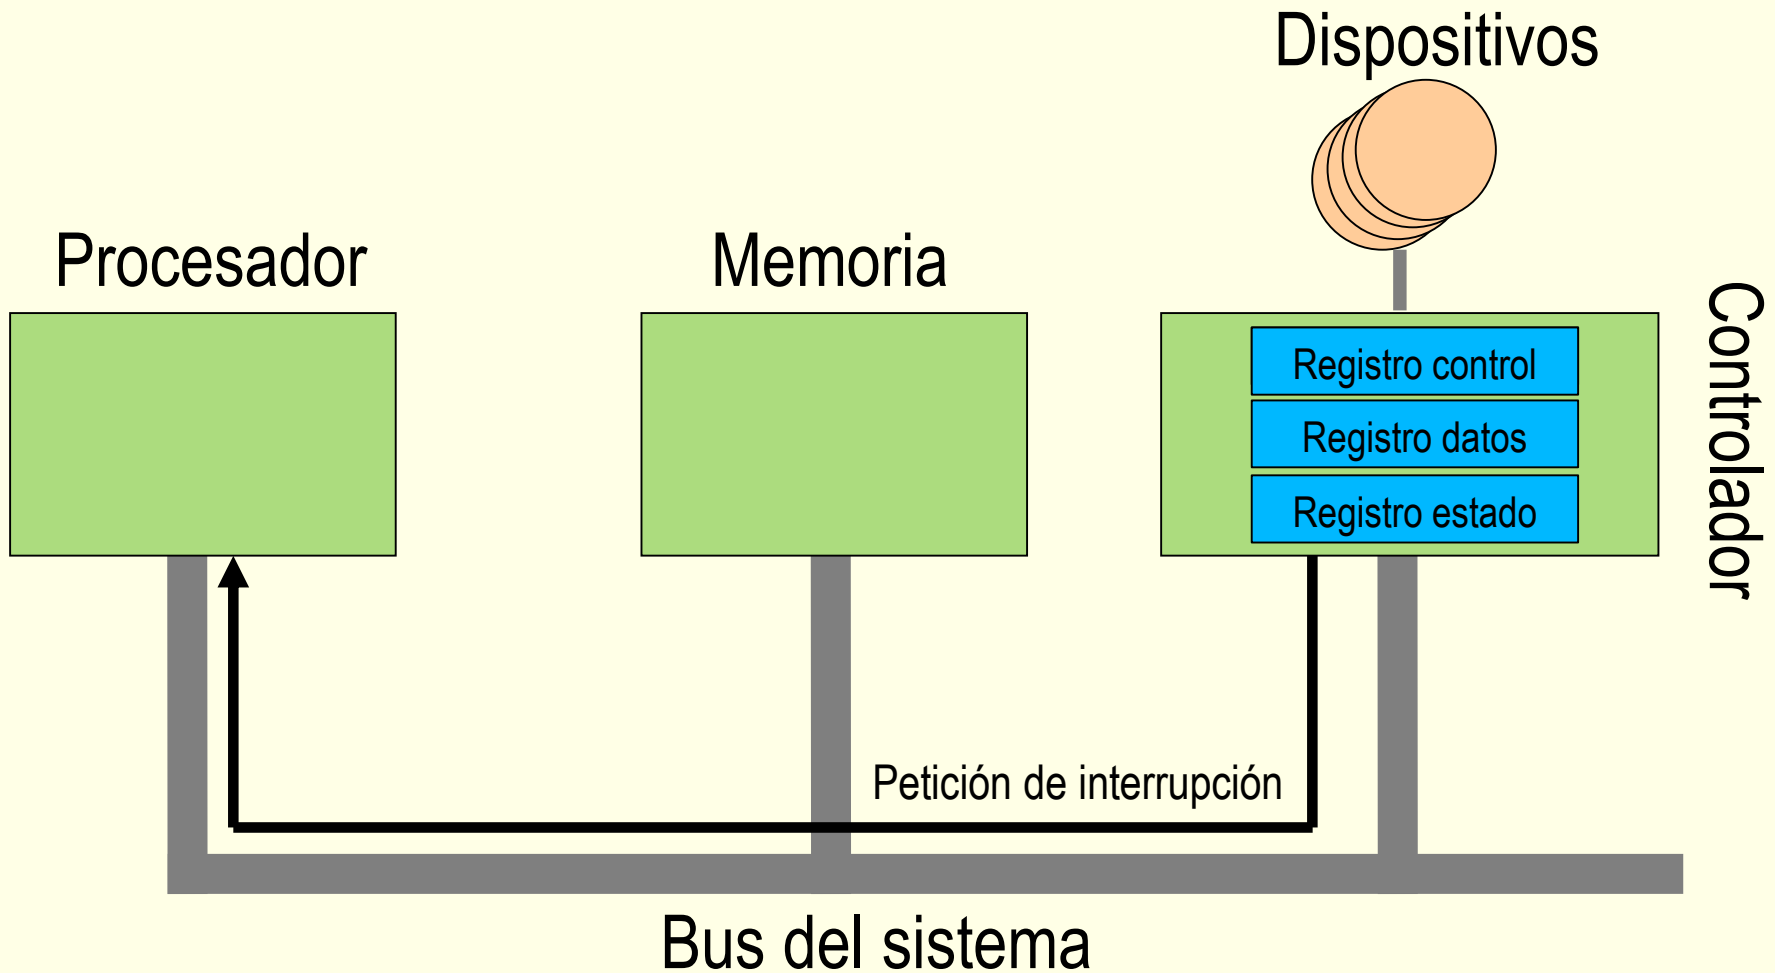 Dispositivos
Procesador
Memoria
Controlador
Registro control
Registro datos
Registro estado
Petición de interrupción
Bus del sistema